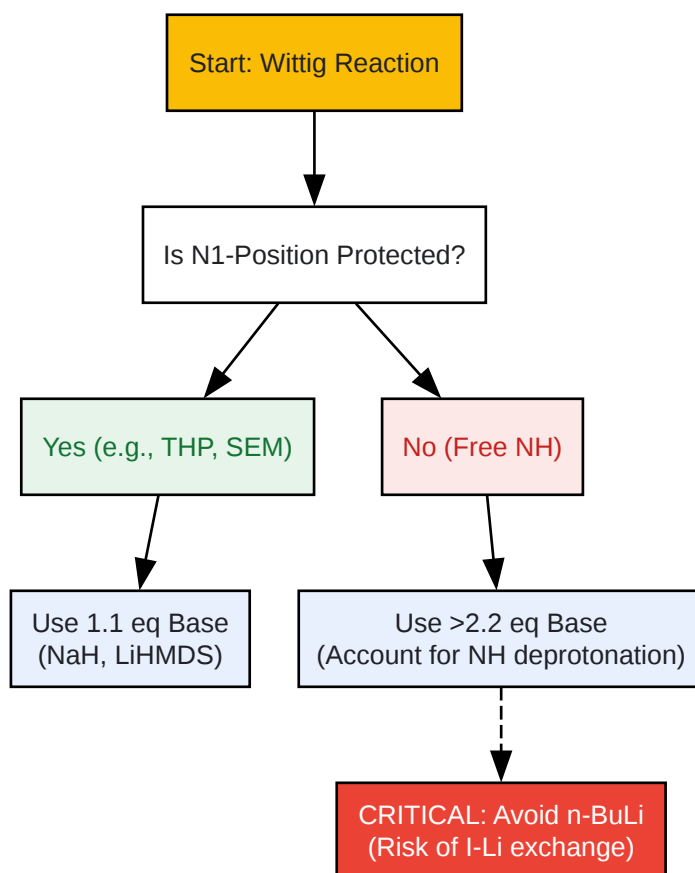 Start: Wittig Reaction
Is N1-Position Protected?
Yes (e.g., THP, SEM)
No (Free NH)
Use 1.1 eq Base
(NaH, LiHMDS)
Use >2.2 eq Base
(Account for NH deprotonation)
CRITICAL: Avoid n-BuLi
(Risk of I-Li exchange)